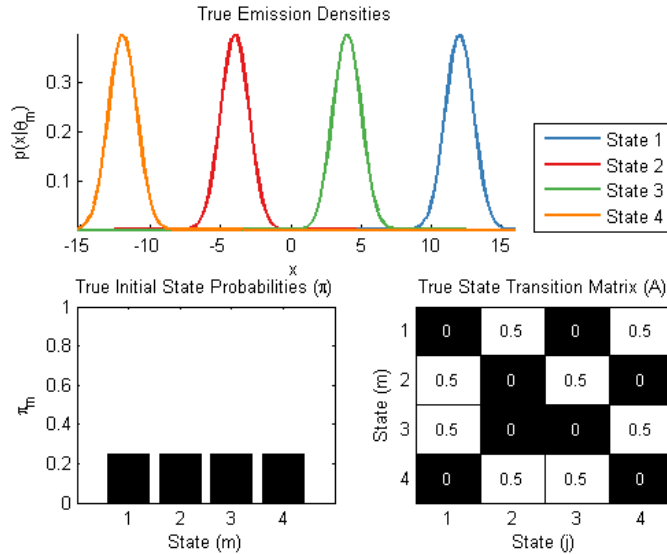 True Emission Densities
p(x|θm)
0.3
0.2
0.1
-15 -10 -5 0 5 10 15
x
State 1
State 2
State 3
State 4
True Initial State Probabilities (π)
πm
1
0.8
0.6
0.4
0.2
0
1 2 3 4
State (m)
True State Transition Matrix (A)
State (m)
1 0 0.5 0 0.5
2 0.5 0 0.5 0
3 0.5 0 0 0.5
4 0 0.5 0.5 0
1 2 3 4
State (j)